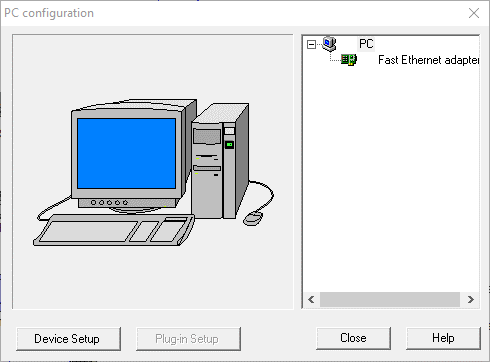 PC configuration
PC
Fast Ethernet adapter
Device Setup
Plug-in Setup
Close
Help